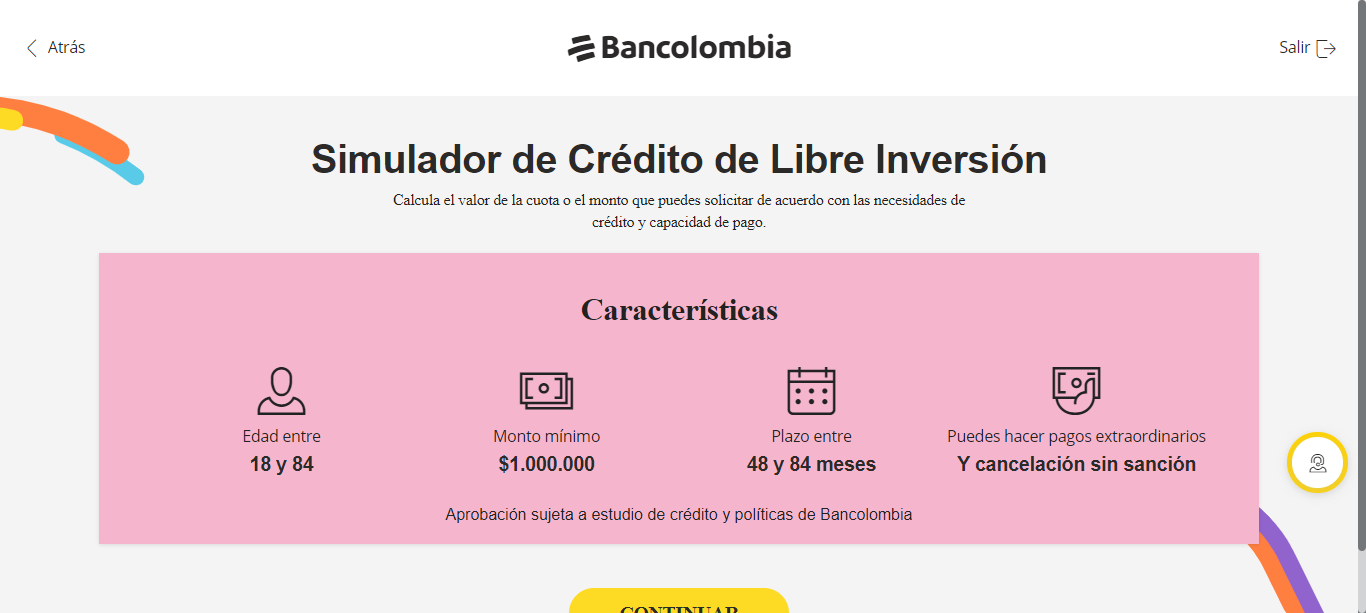 Atrás
Bancolombia
Salir
Simulador de Crédito de Libre Inversión
Calcula el valor de la cuota o el monto que puedes solicitar de acuerdo con las necesidades de
crédito y capacidad de pago.
Características
Edad entre
18 y 84
Monto mínimo
$1.000.000
Plazo entre
48 y 84 meses
Puedes hacer pagos extraordinarios
Y cancelación sin sanción
Aprobación sujeta a estudio de crédito y políticas de Bancolombia
CONTINUAR